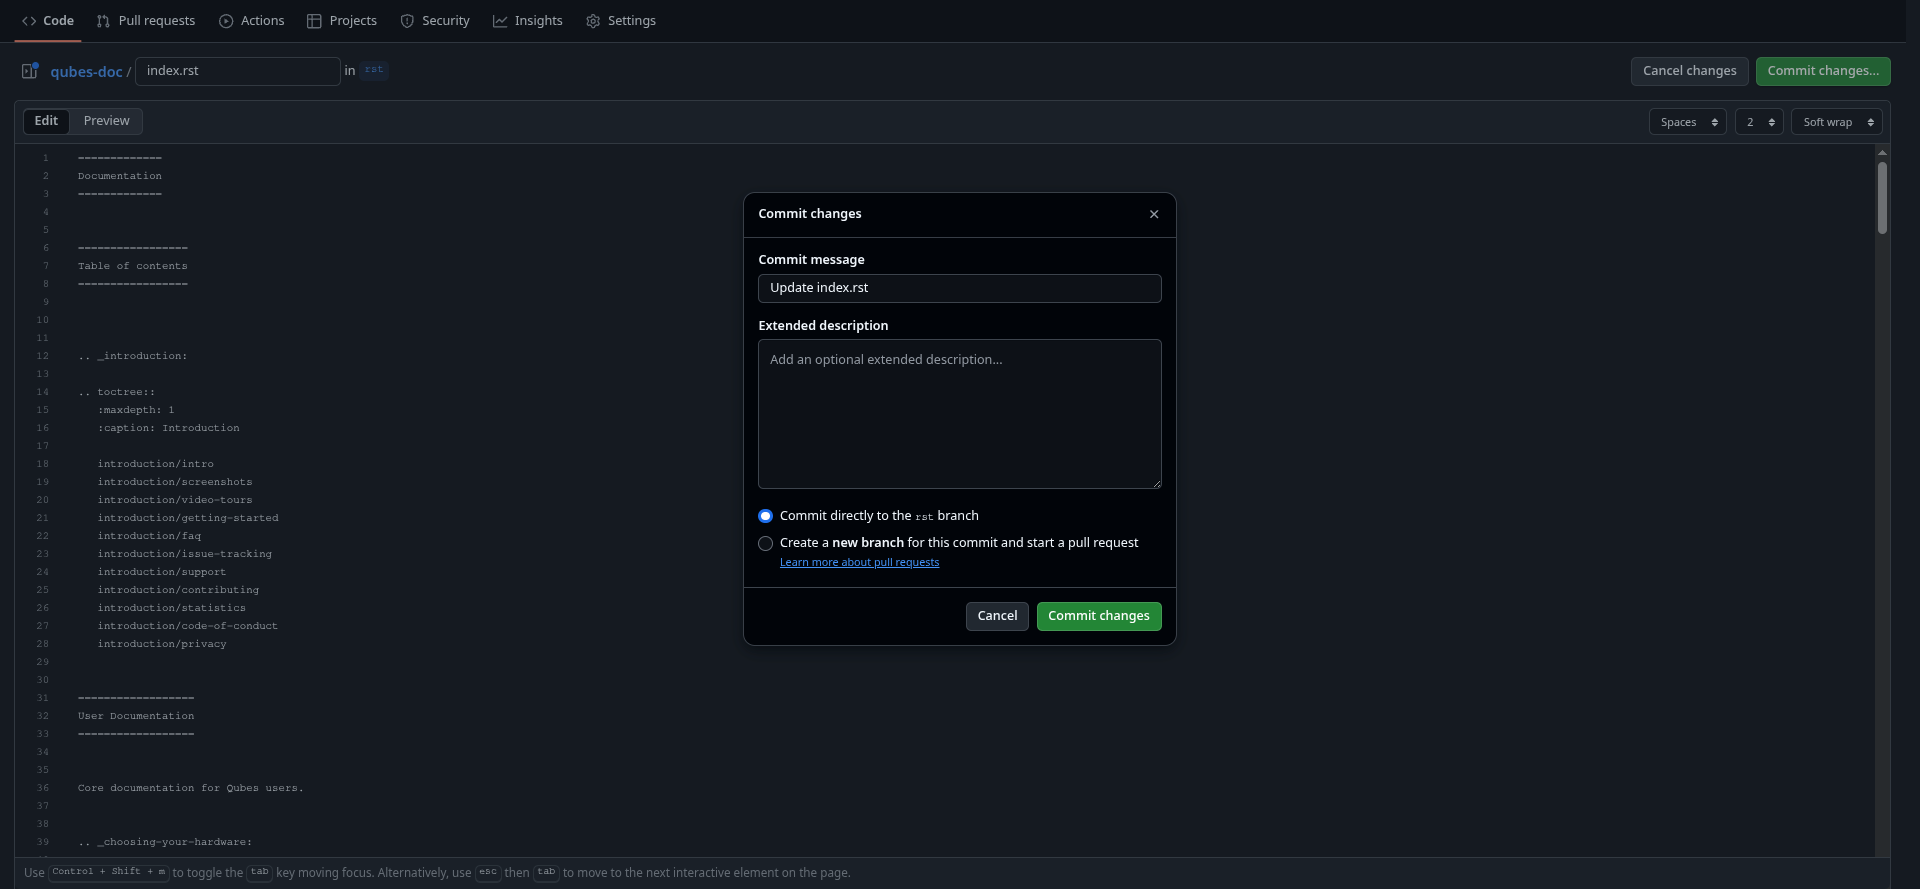 Code Pull requests Actions Projects Security Insights Settings
qubes-doc / index.rst in rst Cancel changes Commit changes...
Edit Preview Spaces 2 Soft wrap
1 =============
2 Documentation
3 =============
4
5
6 =================
7 Table of contents
8 =================
9
10
11
12 .. _introduction:
13
14 .. toctree::
15 :maxdepth: 1
16 :caption: Introduction
17
18 introduction/intro
19 introduction/screenshots
20 introduction/video-tours
21 introduction/getting-started
22 introduction/faq
23 introduction/issue-tracking
24 introduction/support
25 introduction/contributing
26 introduction/statistics
27 introduction/code-of-conduct
28 introduction/privacy
29
30
31 ==================
32 User Documentation
33 ==================
34
35
36 Core documentation for Qubes users.
37
38
39 .. _choosing-your-hardware:
Commit changes
Commit message
Update index.rst
Extended description
Add an optional extended description...
Commit directly to the rst branch
Create a new branch for this commit and start a pull request
Learn more about pull requests
Cancel Commit changes
Use Control + Shift + m to toggle the tab key moving focus. Alternatively, use esc then tab to move to the next interactive element on the page.